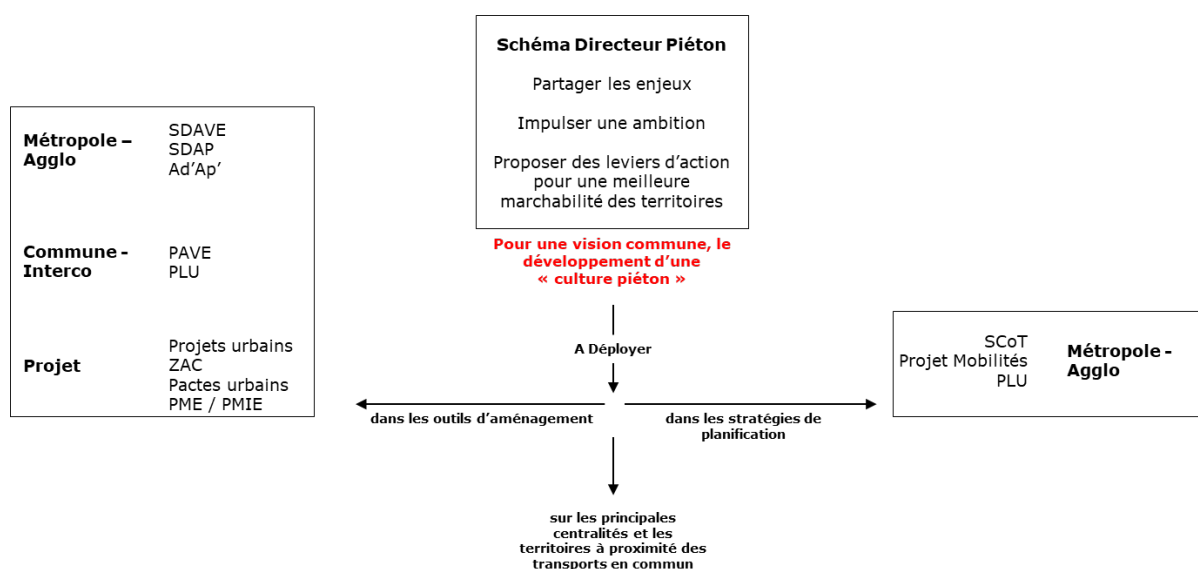 Schéma Directeur Piéton
Partager les enjeux
Impulser une ambition
Proposer des leviers d’action
pour une meilleure
marchabilité des territoires
Pour une vision commune, le
développement d’une
« culture piéton »
A Déployer
dans les outils d’aménagement
dans les stratégies de
planification
sur les principales
centralités et les
territoires à proximité des
transports en commun
Métropole –
Agglo
SDAVE
SDAP
Ad’Ap’
Commune -
Interco
PAVE
PLU
Projet
Projets urbains
ZAC
Pactes urbains
PME / PMIE
SCoT
Projet Mobilités
PLU
Métropole -
Agglo